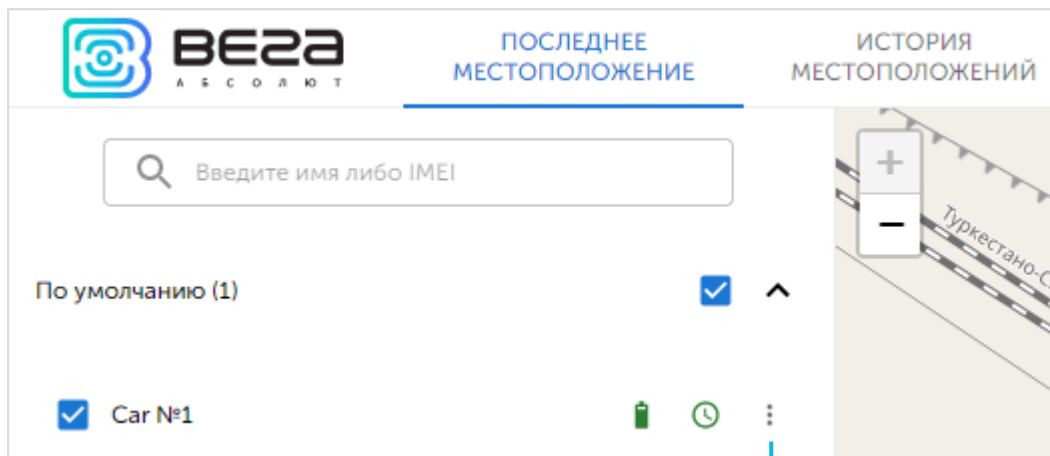 ВЕГА
АБСОЛЮТ
ПОСЛЕДНЕЕ
МЕСТОПОЛОЖЕНИЕ
ИСТОРИЯ
МЕСТОПОЛОЖЕНИЙ
Введите имя либо IMEI
По умолчанию (1)
Car №1
+
−
Туркестано-С